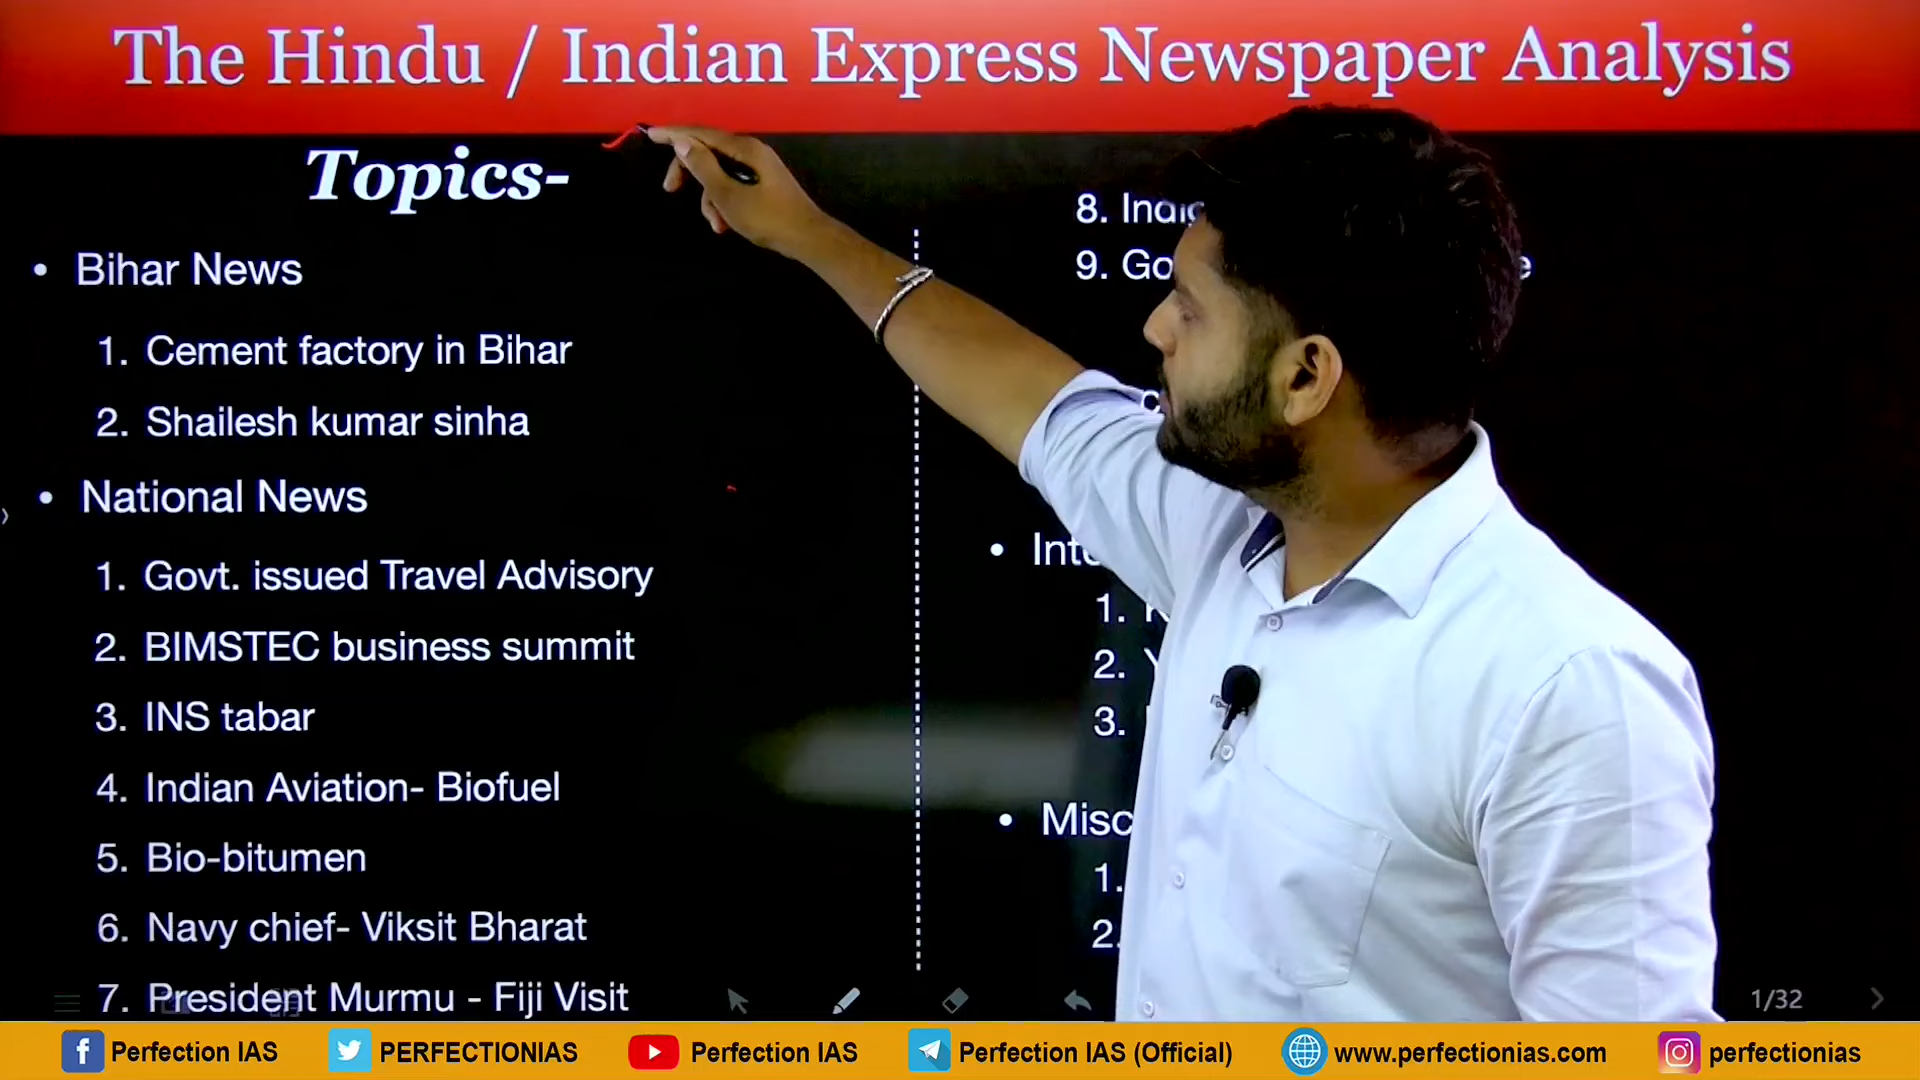 The Hindu / Indian Express Newspaper Analysis
Topics-
• Bihar News
1. Cement factory in Bihar
2. Shailesh kumar sinha
• National News
1. Govt. issued Travel Advisory
2. BIMSTEC business summit
3. INS tabar
4. Indian Aviation- Biofuel
5. Bio-bitumen
6. Navy chief- Viksit Bharat
7. President Murmu - Fiji Visit
8.
9.
•
1.
2.
3.
•
1.
2.
1/32
Perfection IAS
PERFECTIONIAS
Perfection IAS
Perfection IAS (Official)
www.perfectionias.com
perfectionias